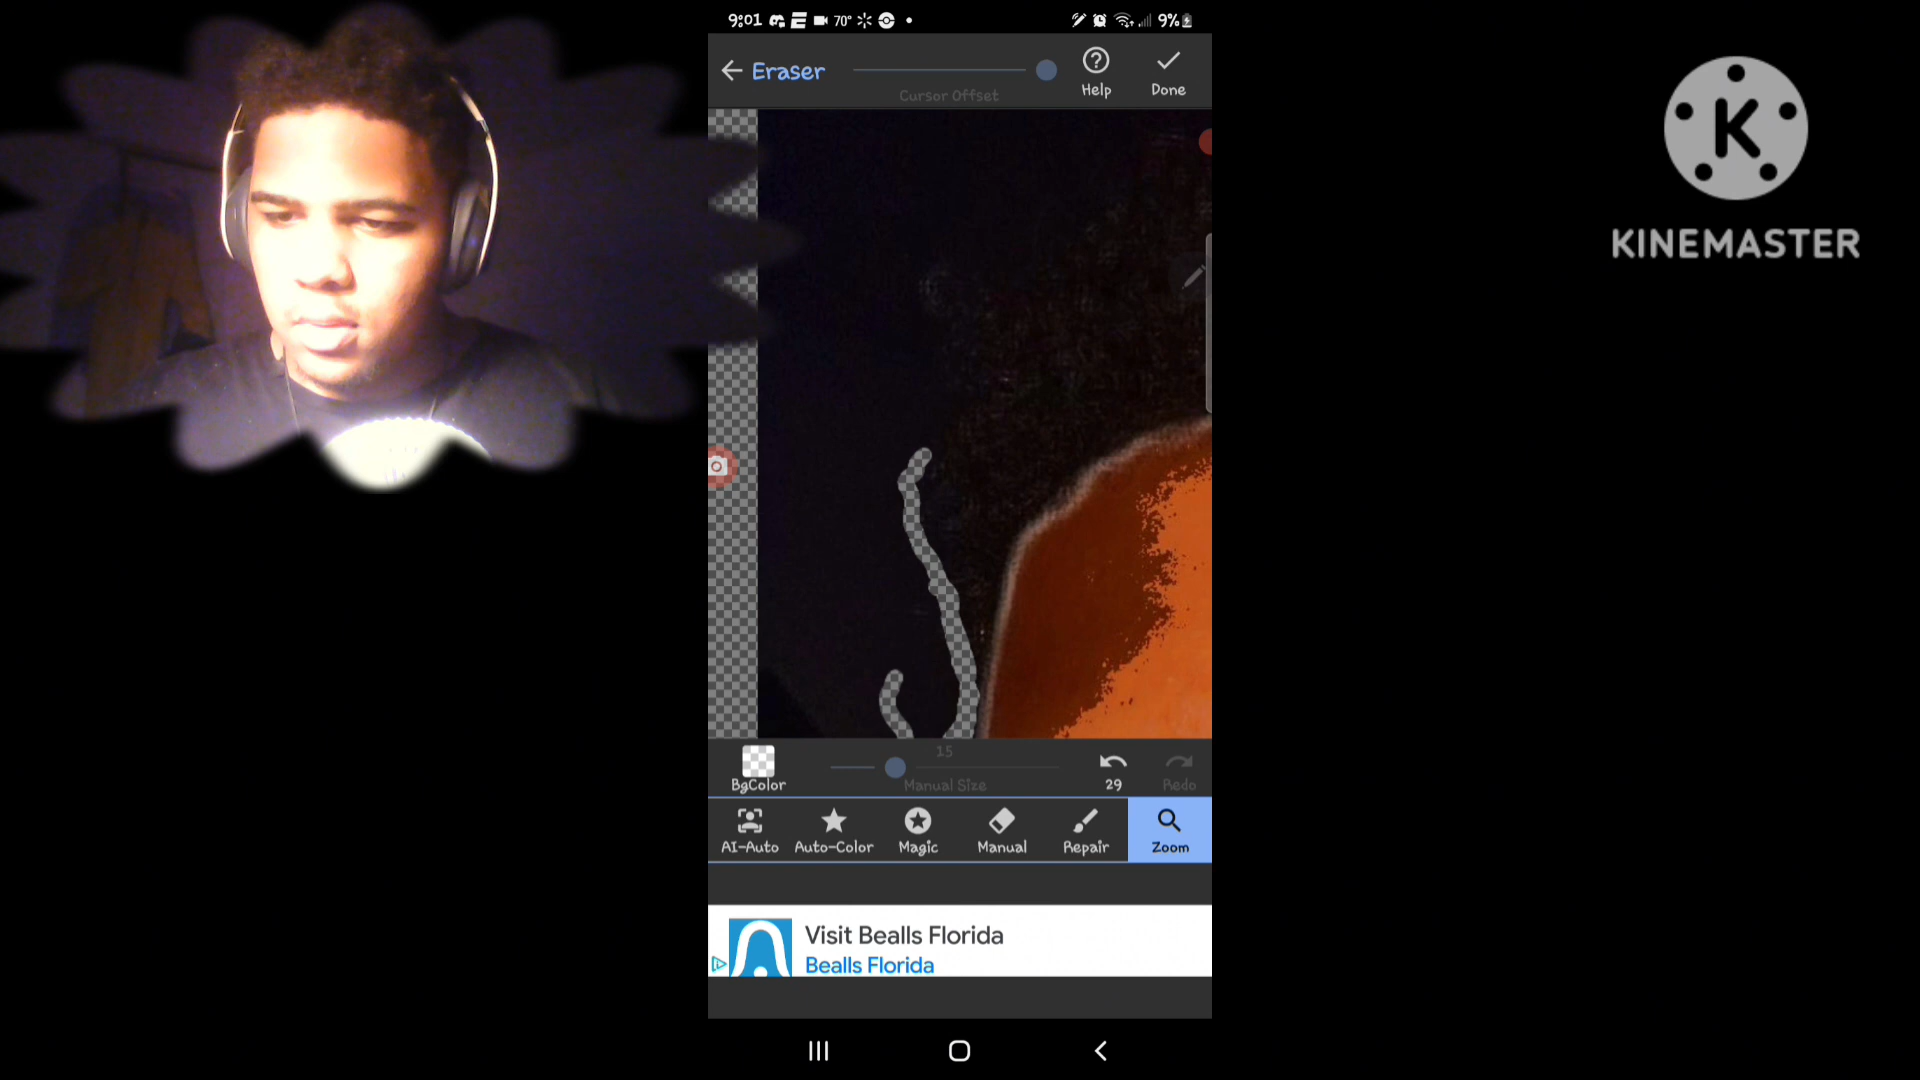 9:01 70° 9%
Eraser
Cursor Offset
Help
Done
15
BgColor
Manual Size
29
Redo
AI-Auto
Auto-Color
Magic
Manual
Repair
Zoom
Visit Bealls Florida
Bealls Florida
K
KINEMASTER